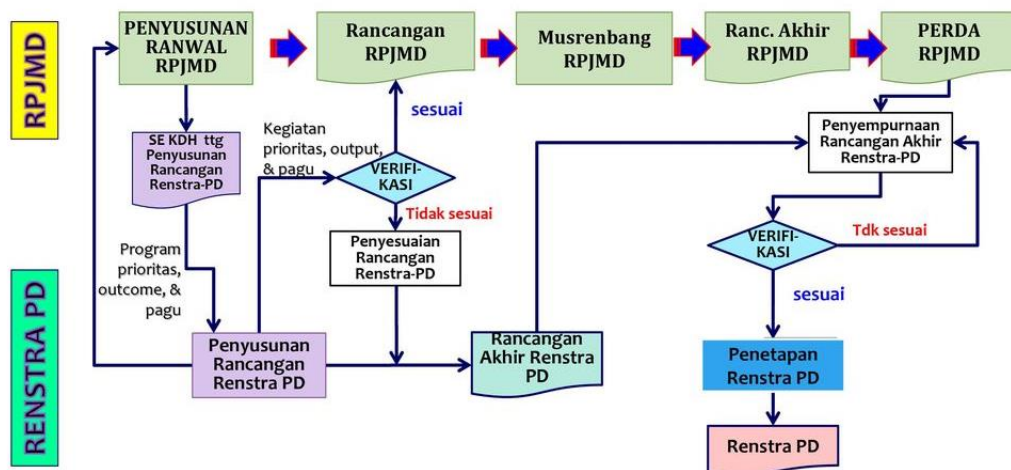 RPJMD
PENYUSUNAN
RANWAL
RPJMD
Rancangan
RPJMD
Musrenbang
RPJMD
Ranc. Akhir
RPJMD
PERDA
RPJMD
SE KDH ttg
Penyusunan
Rancangan
Renstra-PD
Kegiatan
prioritas, output,
& pagu
sesuai
VERIFI-
KASI
Tidak sesuai
Penyesuaian
Rancangan
Renstra-PD
Penyempurnaan
Rancangan Akhir
Renstra-PD
VERIFI-
KASI
Tdk sesuai
sesuai
RENSTRA PD
Program
prioritas,
outcome, &
pagu
Penyusunan
Rancangan
Renstra PD
Rancangan
Akhir Renstra
PD
Penetapan
Renstra PD
Renstra PD